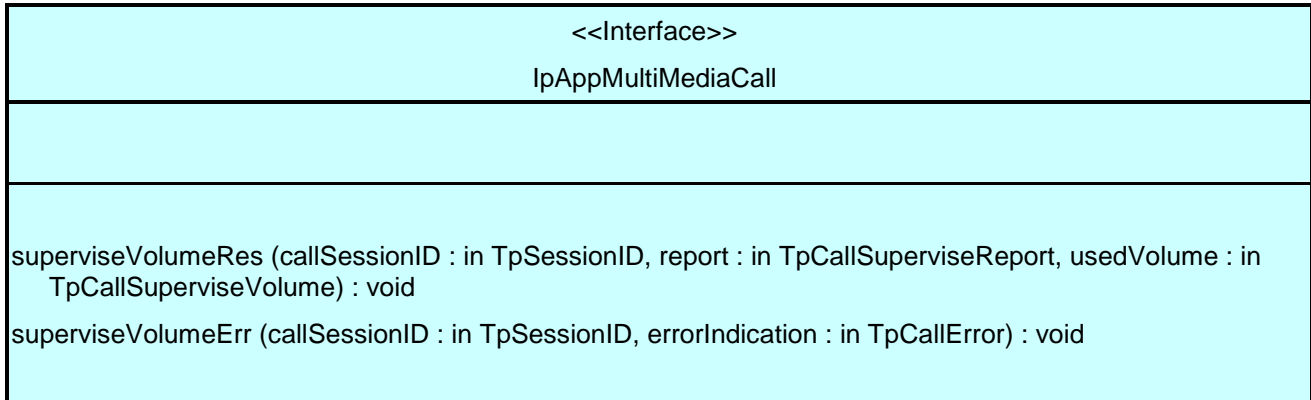 <<Interface>>
IpAppMultiMediaCall
superviseVolumeRes (callSessionID : in TpSessionID, report : in TpCallSuperviseReport, usedVolume : in
TpCallSuperviseVolume) : void
superviseVolumeErr (callSessionID : in TpSessionID, errorIndication : in TpCallError) : void